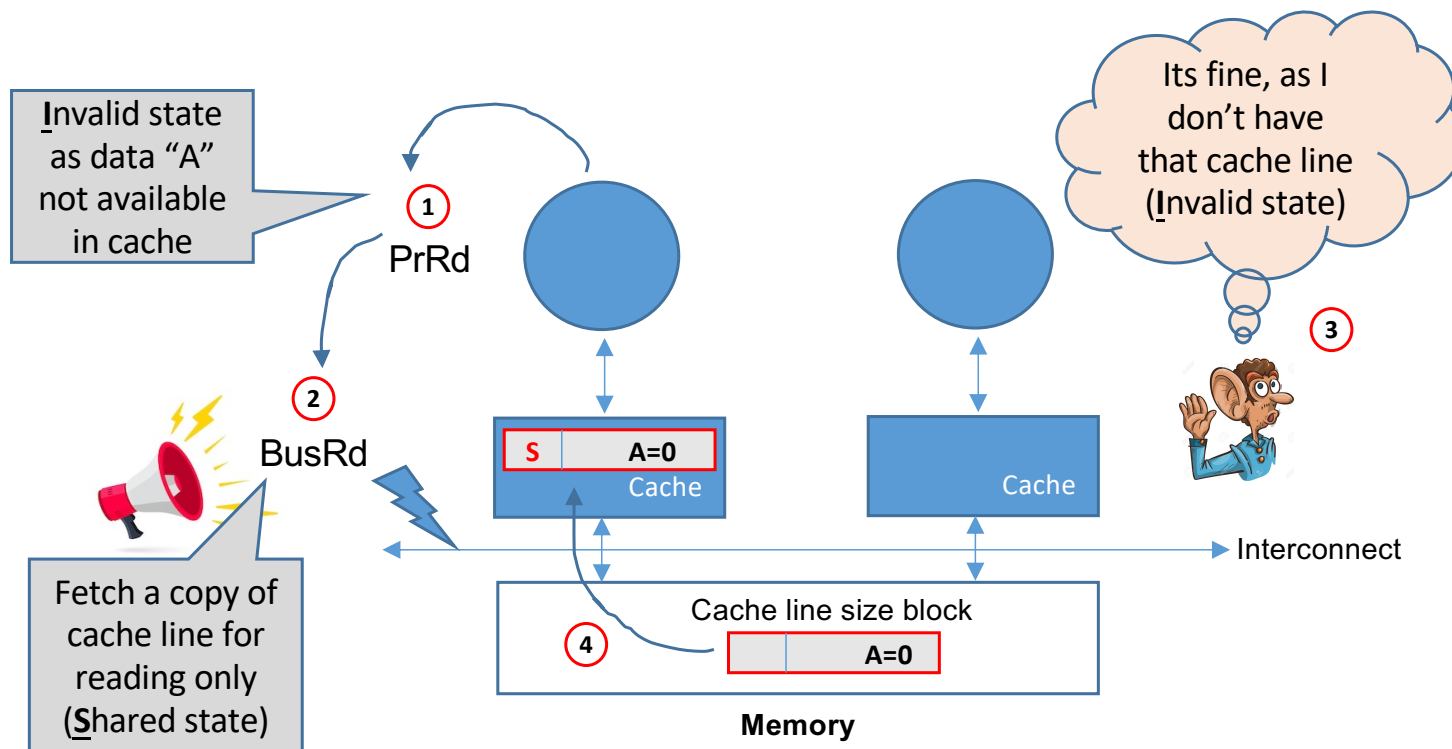 Invalid state
as data “A”
not available
in cache
1
PrRd
2
BusRd
Fetch a copy of
cache line for
reading only
(Shared state)
S A=0
Cache
Cache
Its fine, as I
don’t have
that cache line
(Invalid state)
3
Interconnect
Cache line size block
4
A=0
Memory